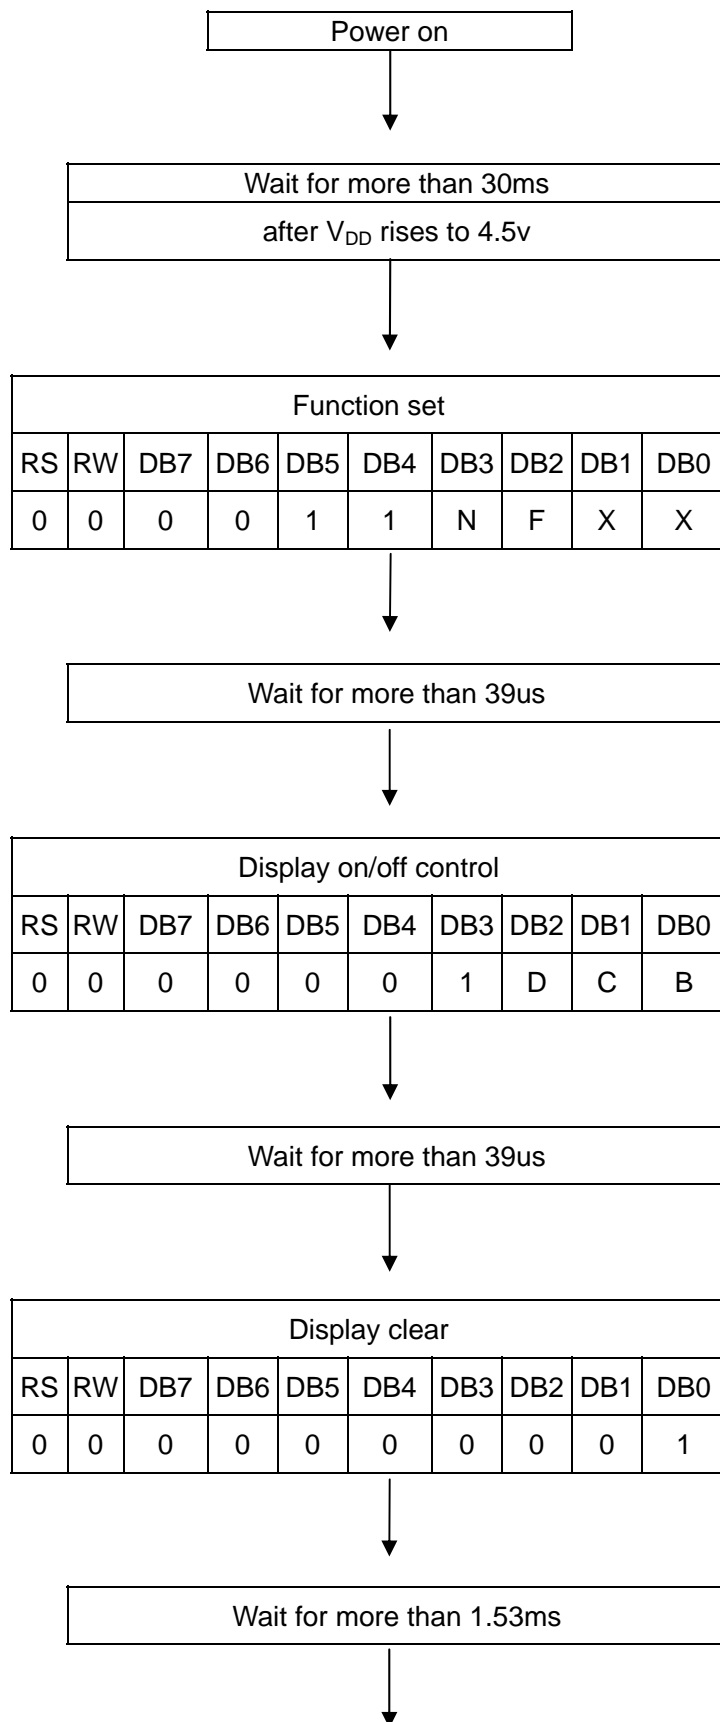 Power on
Wait for more than 30ms
after VDD rises to 4.5v
Function set
RS RW DB7 DB6 DB5 DB4 DB3 DB2 DB1 DB0
0 0 0 0 1 1 N F X X
Wait for more than 39us
Display on/off control
RS RW DB7 DB6 DB5 DB4 DB3 DB2 DB1 DB0
0 0 0 0 0 0 1 D C B
Wait for more than 39us
Display clear
RS RW DB7 DB6 DB5 DB4 DB3 DB2 DB1 DB0
0 0 0 0 0 0 0 0 0 1
Wait for more than 1.53ms